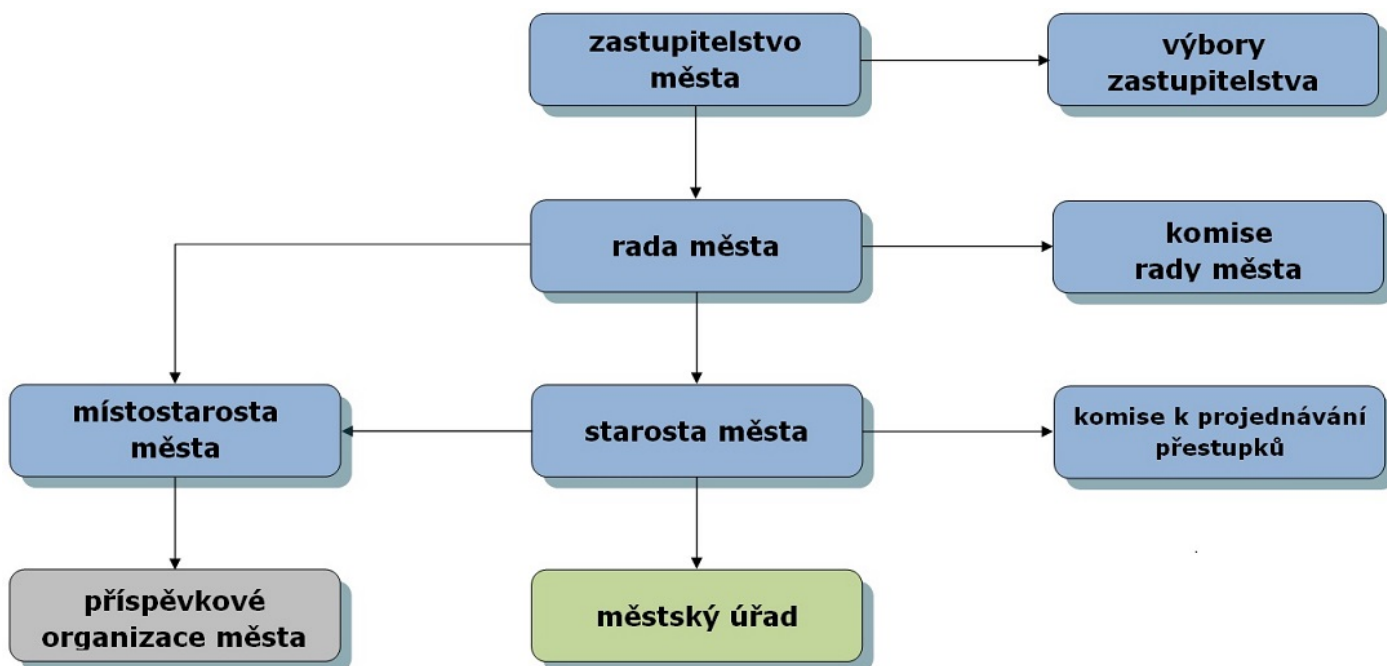 zastupitelstvo
města
výbory
zastupitelstva
rada města
komise
rady města
místostarosta
města
starosta města
komise k projednávání
přestupků
příspěvkové
organizace města
městský úřad